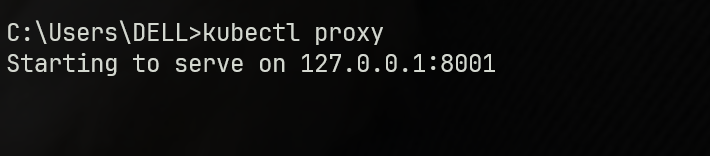 C:\Users\DELL>kubectl proxy
Starting to serve on 127.0.0.1:8001